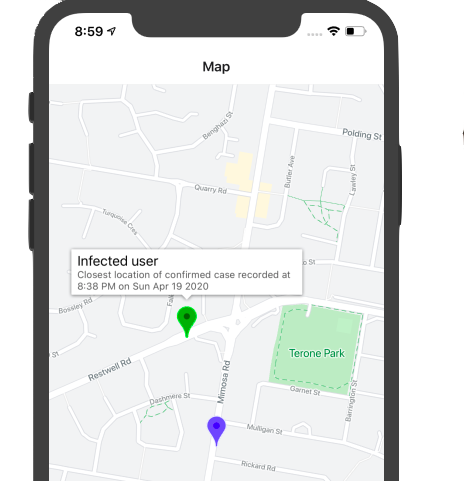 8:59
Map
Benghazi St
Polding St
Butler Ave
Lawley St
Quarry Rd
Turquoise Cres
o St
Infected user
Closest location of confirmed case recorded at
8:38 PM on Sun Apr 19 2020
Bossley Rd
Restwell Rd
Terone Park
o St
Mimosa Rd
Garnet St
Dashmere St
Barrington St
Mulligan St
Rickard Rd